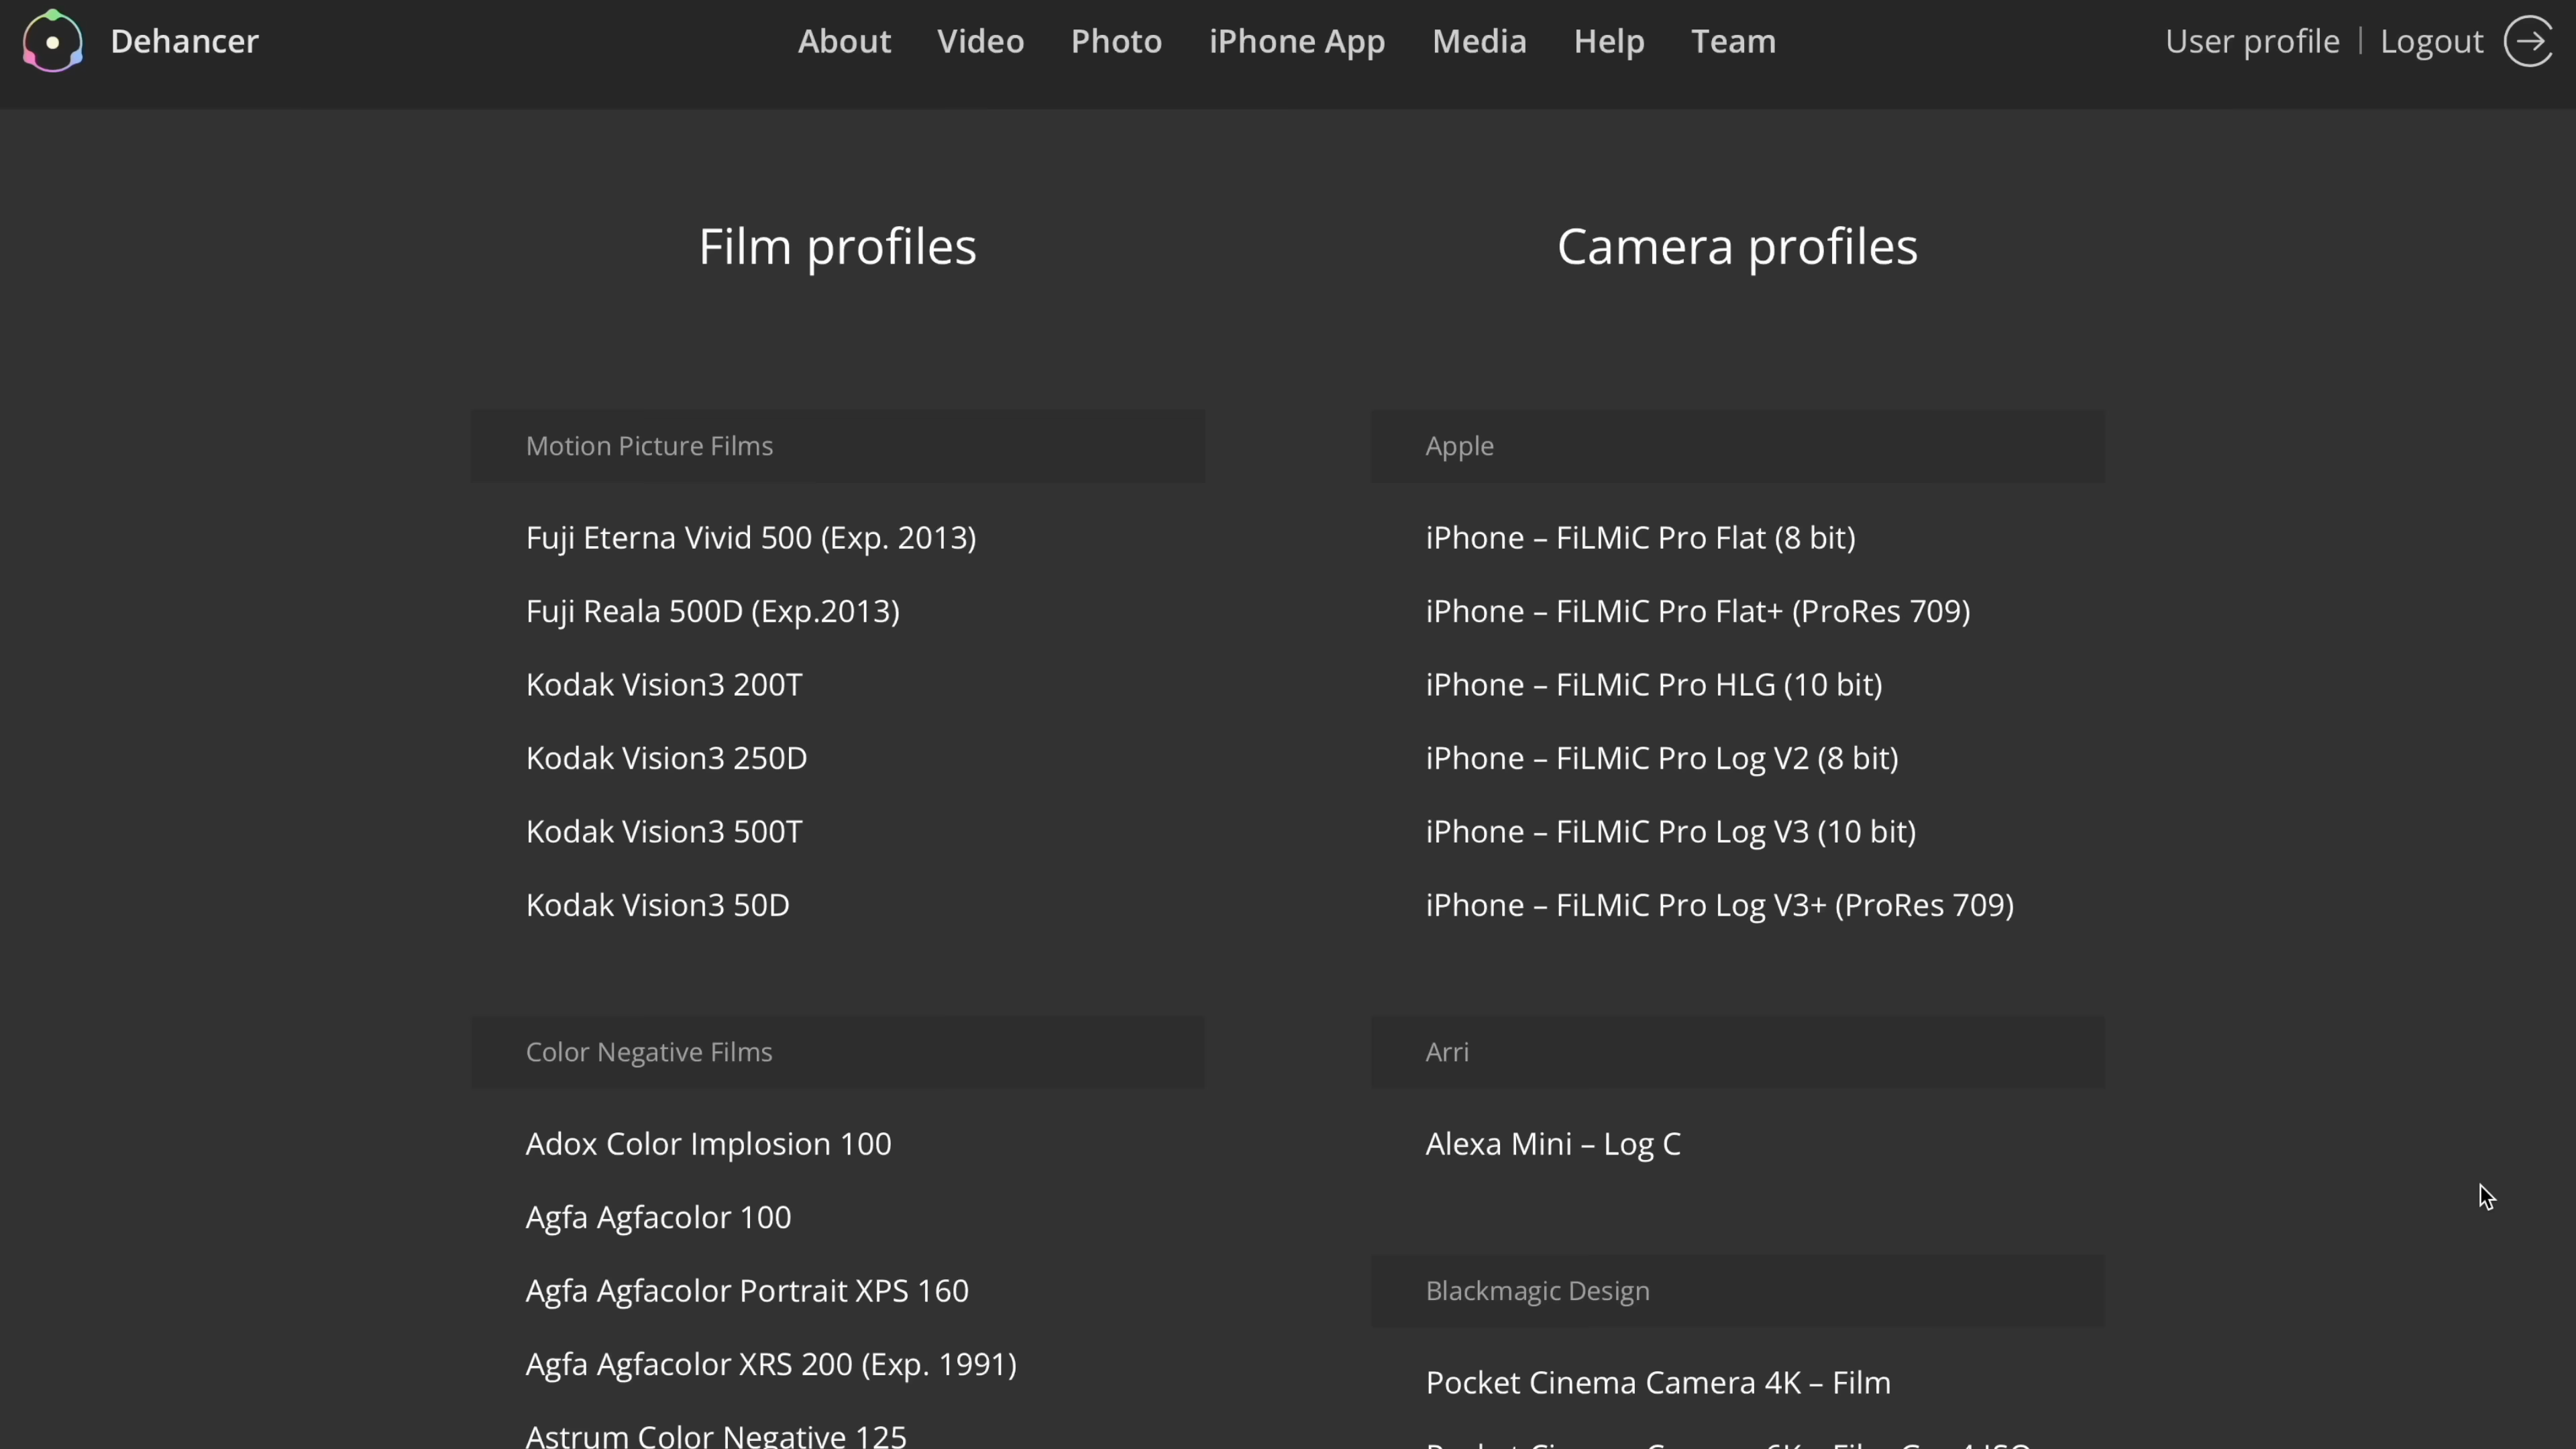 Dehancer
About Video Photo iPhone App Media Help Team
User profile | Logout
Film profiles
Motion Picture Films
Fuji Eterna Vivid 500 (Exp. 2013)
Fuji Reala 500D (Exp.2013)
Kodak Vision3 200T
Kodak Vision3 250D
Kodak Vision3 500T
Kodak Vision3 50D
Color Negative Films
Adox Color Implosion 100
Agfa Agfacolor 100
Agfa Agfacolor Portrait XPS 160
Agfa Agfacolor XRS 200 (Exp. 1991)
Astrum Color Negative 125
Camera profiles
Apple
iPhone – FiLMiC Pro Flat (8 bit)
iPhone – FiLMiC Pro Flat+ (ProRes 709)
iPhone – FiLMiC Pro HLG (10 bit)
iPhone – FiLMiC Pro Log V2 (8 bit)
iPhone – FiLMiC Pro Log V3 (10 bit)
iPhone – FiLMiC Pro Log V3+ (ProRes 709)
Arri
Alexa Mini – Log C
Blackmagic Design
Pocket Cinema Camera 4K – Film